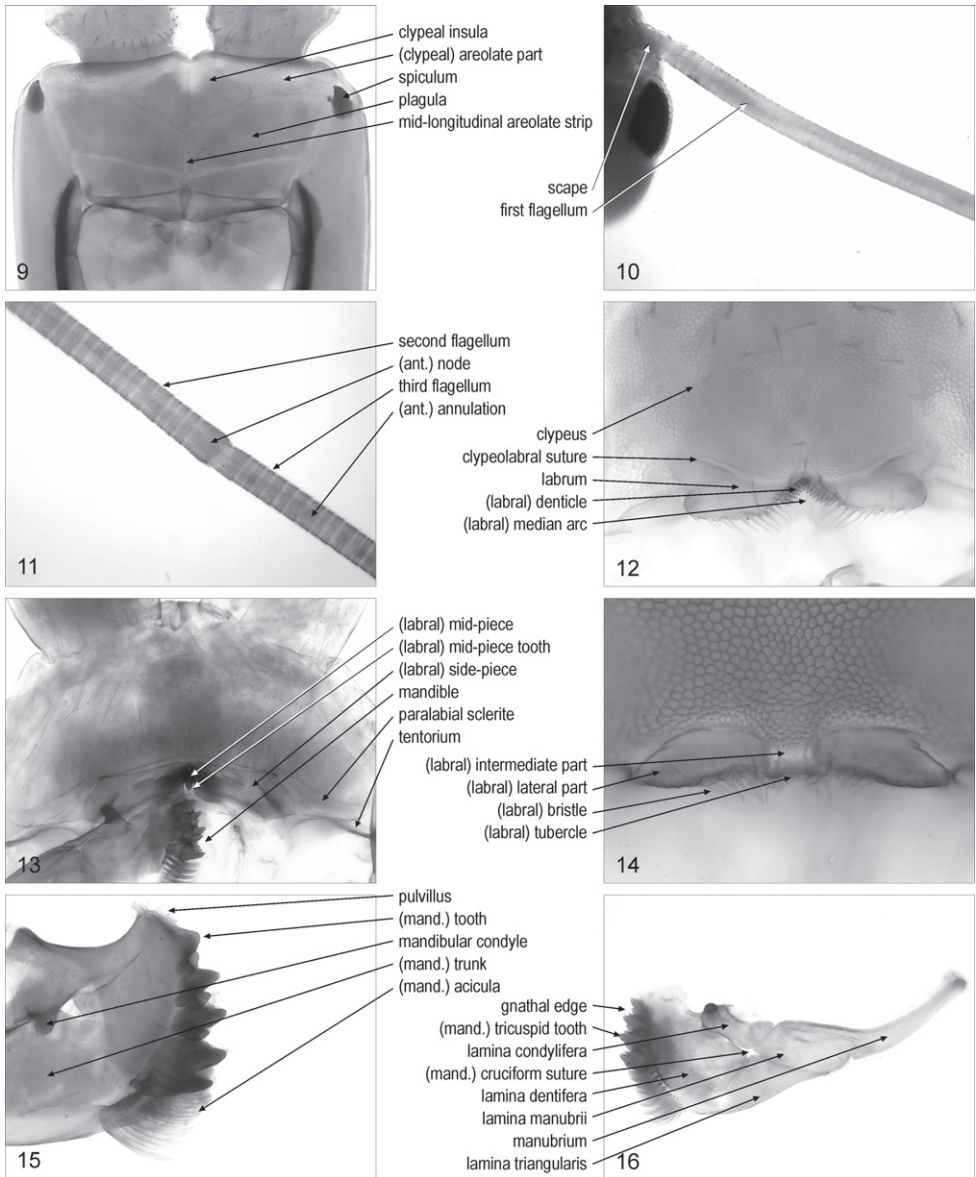 clypeal insula
(clypeal) areolate part
spiculum
plagula
mid-longitudinal areolate strip
9
scape
first flagellum
10
second flagellum
(ant.) node
third flagellum
(ant.) annulation
11
clypeus
clypeolabral suture
labrum
(labral) denticle
(labral) median arc
12
(labral) mid-piece
(labral) mid-piece tooth
(labral) side-piece
mandible
paralabial sclerite
tentorium
13
(labral) intermediate part
(labral) lateral part
(labral) bristle
(labral) tubercle
14
pulvillus
(mand.) tooth
mandibular condyle
(mand.) trunk
(mand.) acicula
15
gnathal edge
(mand.) tricuspid tooth
lamina condylifera
(mand.) cruciform suture
lamina dentifera
lamina manubrii
manubrium
lamina triangularis
16